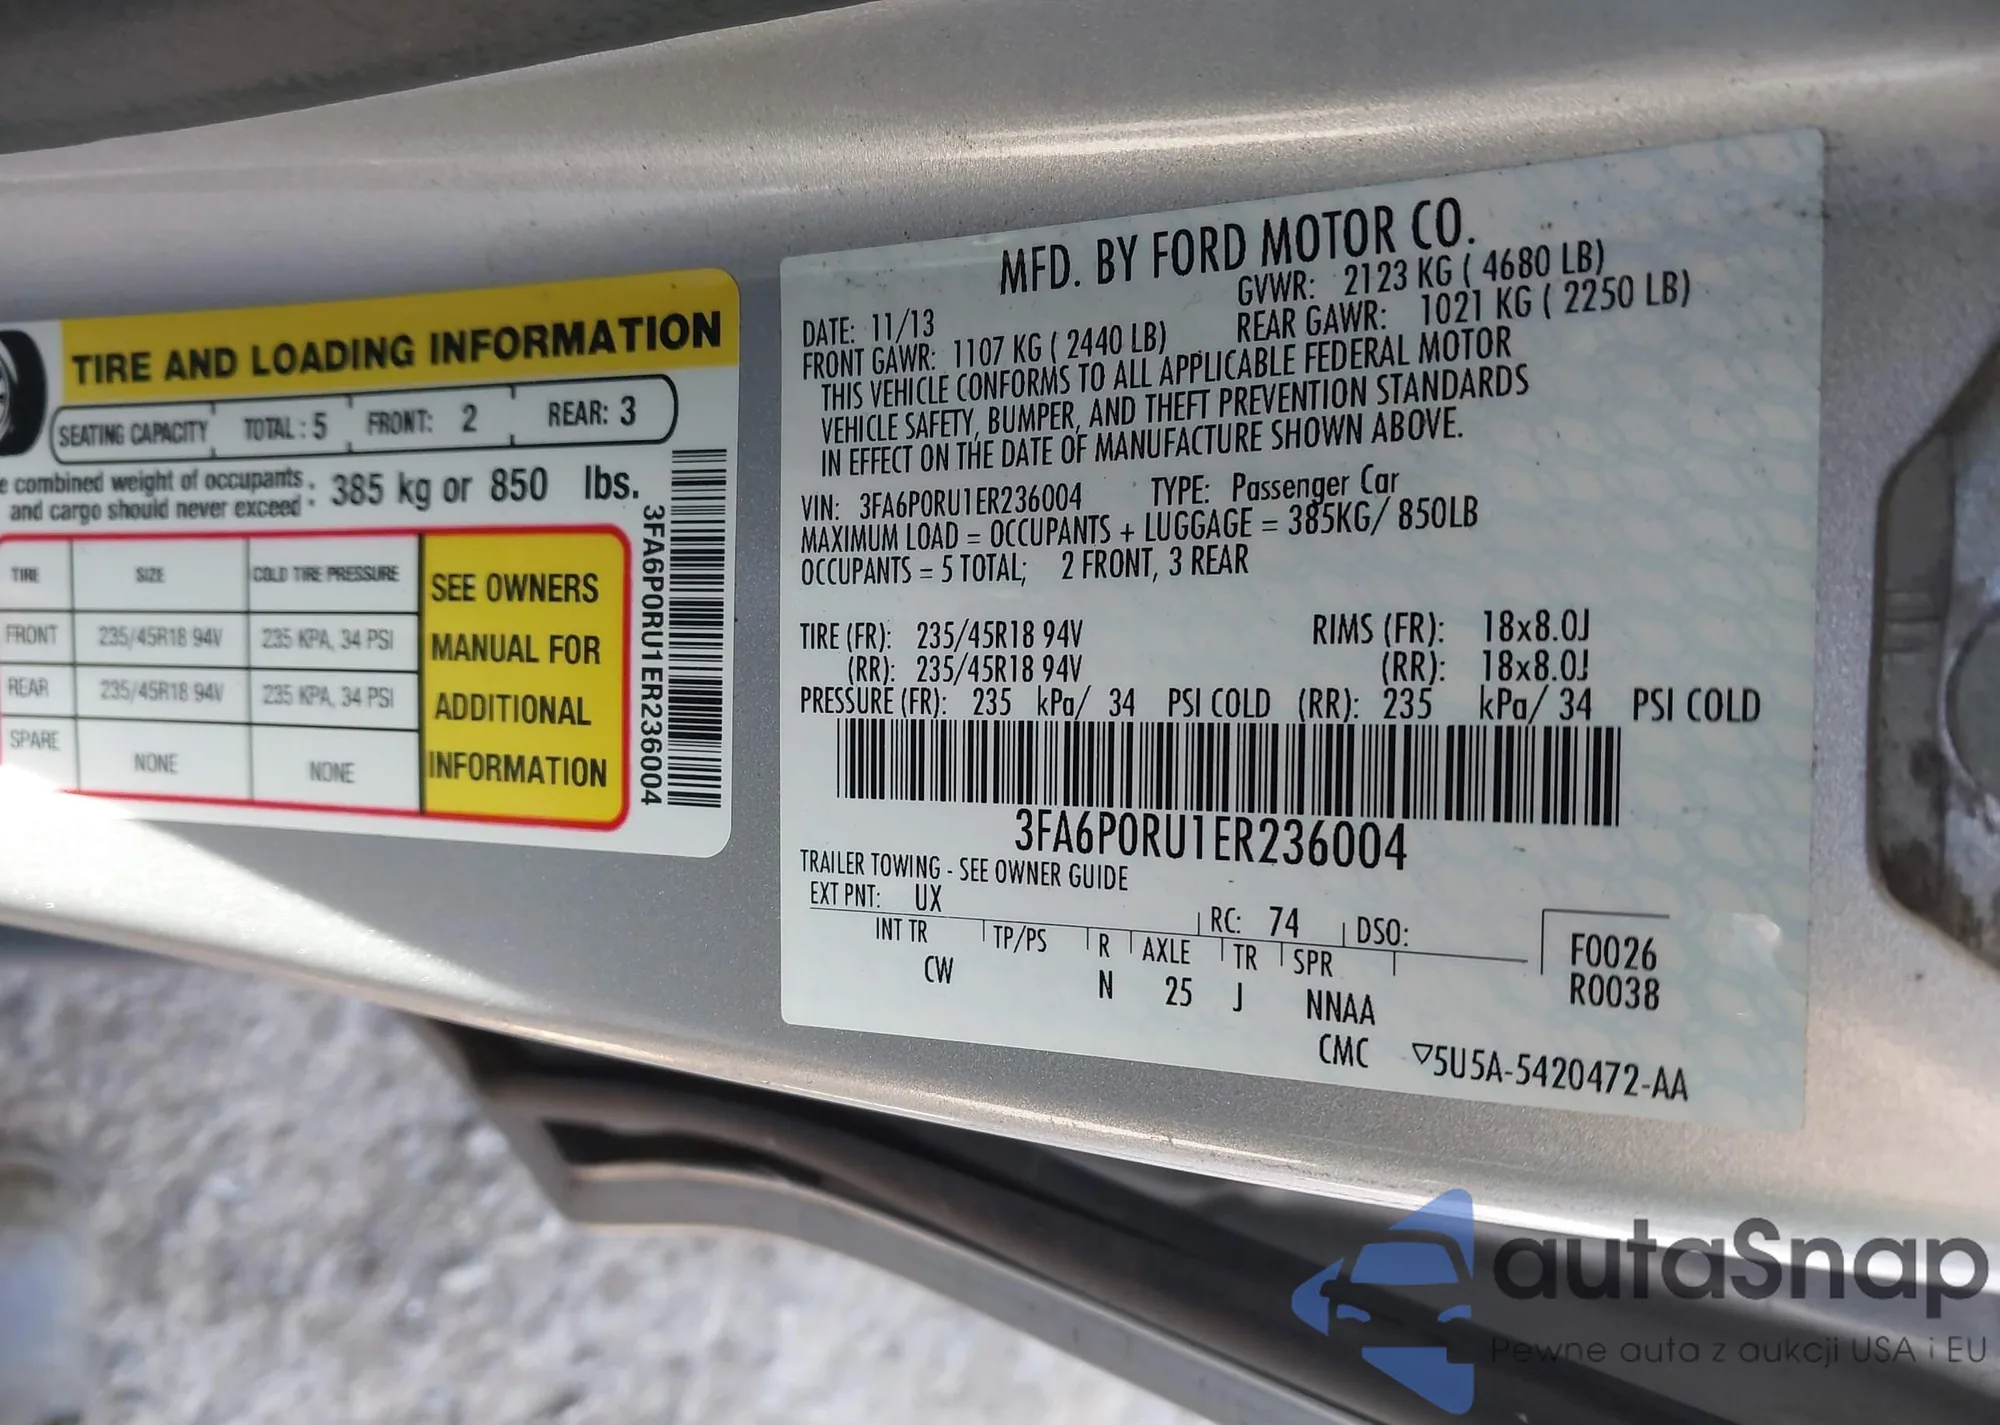 TIRE AND LOADING INFORMATION
SEATING CAPACITY TOTAL: 5 FRONT: 2 REAR: 3
combined weight of occupants
and cargo should never exceed: 385 kg or 850 lbs.
TIRE SIZE COLD TIRE PRESSURE
FRONT 235/45R18 94V 235 KPA, 34 PSI
REAR 235/45R18 94V 235 KPA, 34 PSI
SPARE NONE NONE
SEE OWNERS
MANUAL FOR
ADDITIONAL
INFORMATION
3FA6P0RU1ER236004
MFD. BY FORD MOTOR CO.
DATE: 11/13 GVWR: 2123 KG ( 4680 LB)
FRONT GAWR: 1107 KG ( 2440 LB) REAR GAWR: 1021 KG ( 2250 LB)
THIS VEHICLE CONFORMS TO ALL APPLICABLE FEDERAL MOTOR
VEHICLE SAFETY, BUMPER, AND THEFT PREVENTION STANDARDS
IN EFFECT ON THE DATE OF MANUFACTURE SHOWN ABOVE.
VIN: 3FA6P0RU1ER236004 TYPE: Passenger Car
MAXIMUM LOAD = OCCUPANTS + LUGGAGE = 385KG/ 850LB
OCCUPANTS = 5 TOTAL; 2 FRONT, 3 REAR
TIRE (FR): 235/45R18 94V RIMS (FR): 18x8.0J
(RR): 235/45R18 94V (RR): 18x8.0J
PRESSURE (FR): 235 kPa/ 34 PSI COLD (RR): 235 kPa/ 34 PSI COLD
3FA6P0RU1ER236004
TRAILER TOWING - SEE OWNER GUIDE
EXT PNT: UX RC: 74 DSO:
INT TR TP/PS R AXLE TR SPR
CW N 25 J NNAA
CMC
F0026
R0038
▽5U5A-5420472-AA
autaSnap
Pewne auta z aukcji USA i EU